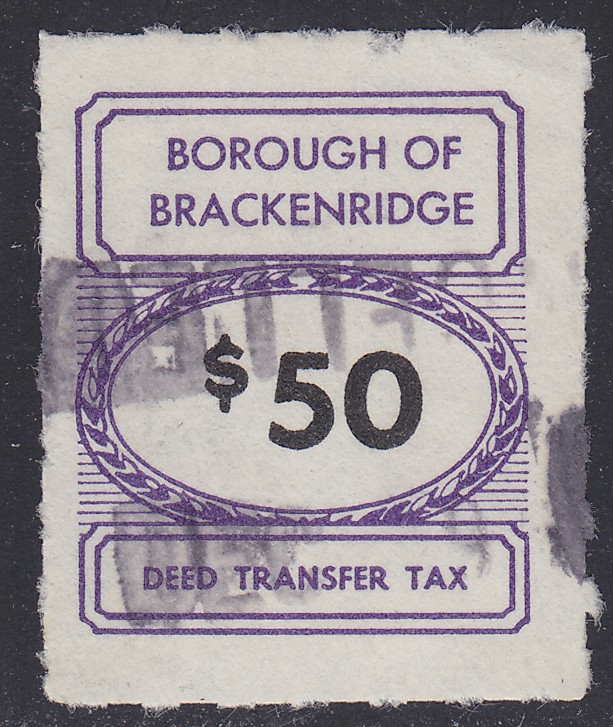 BOROUGH OF
BRACKENRIDGE
$50
DEED TRANSFER TAX